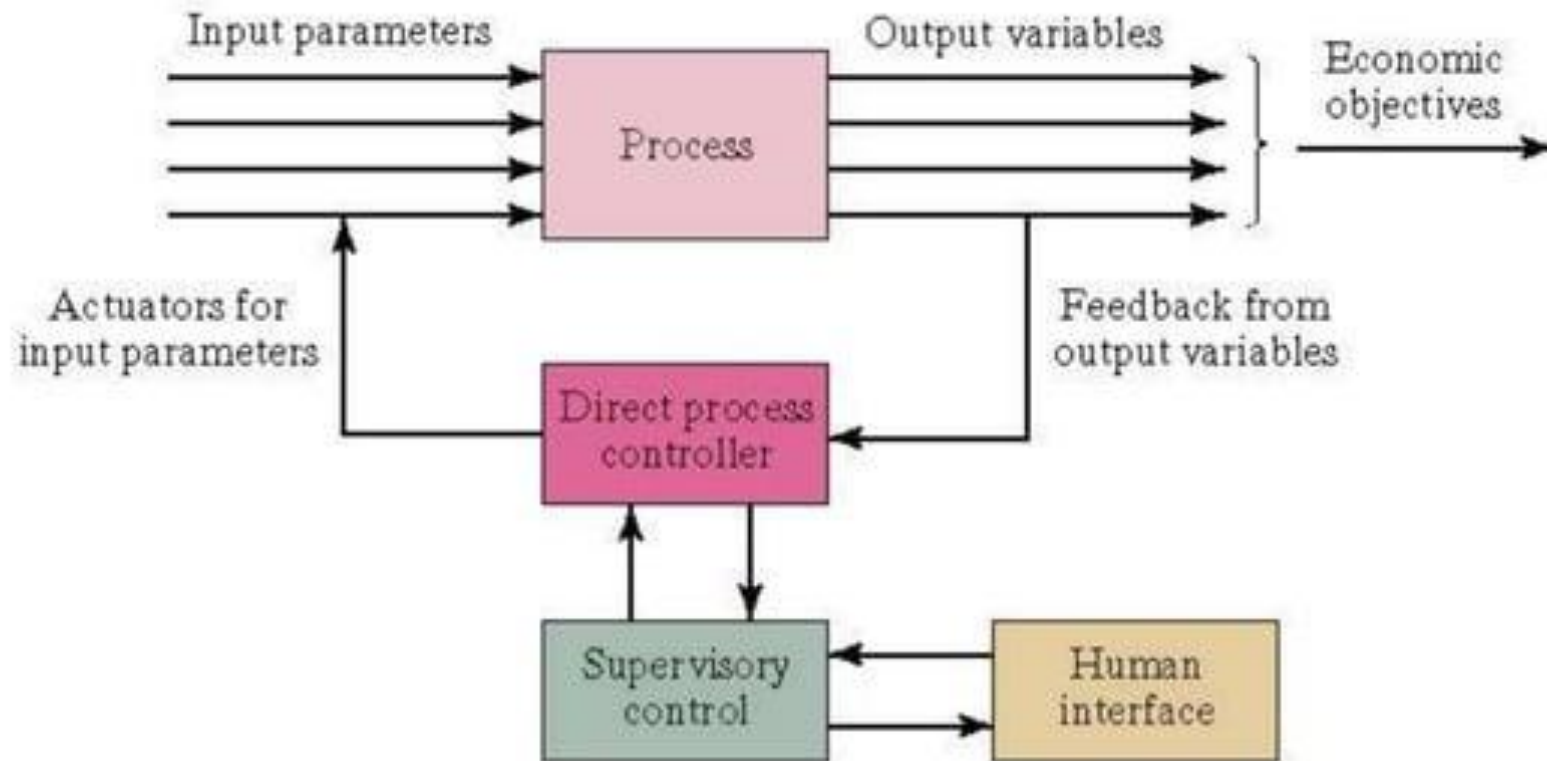 Input parameters
Output variables
Economic
objectives
Process
Actuators for
input parameters
Feedback from
output variables
Direct process
controller
Supervisory
control
Human
interface